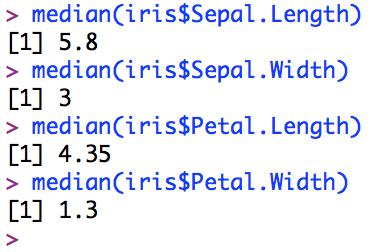 > median(iris$Sepal.Length)
[1] 5.8
> median(iris$Sepal.Width)
[1] 3
> median(iris$Petal.Length)
[1] 4.35
> median(iris$Petal.Width)
[1] 1.3
>